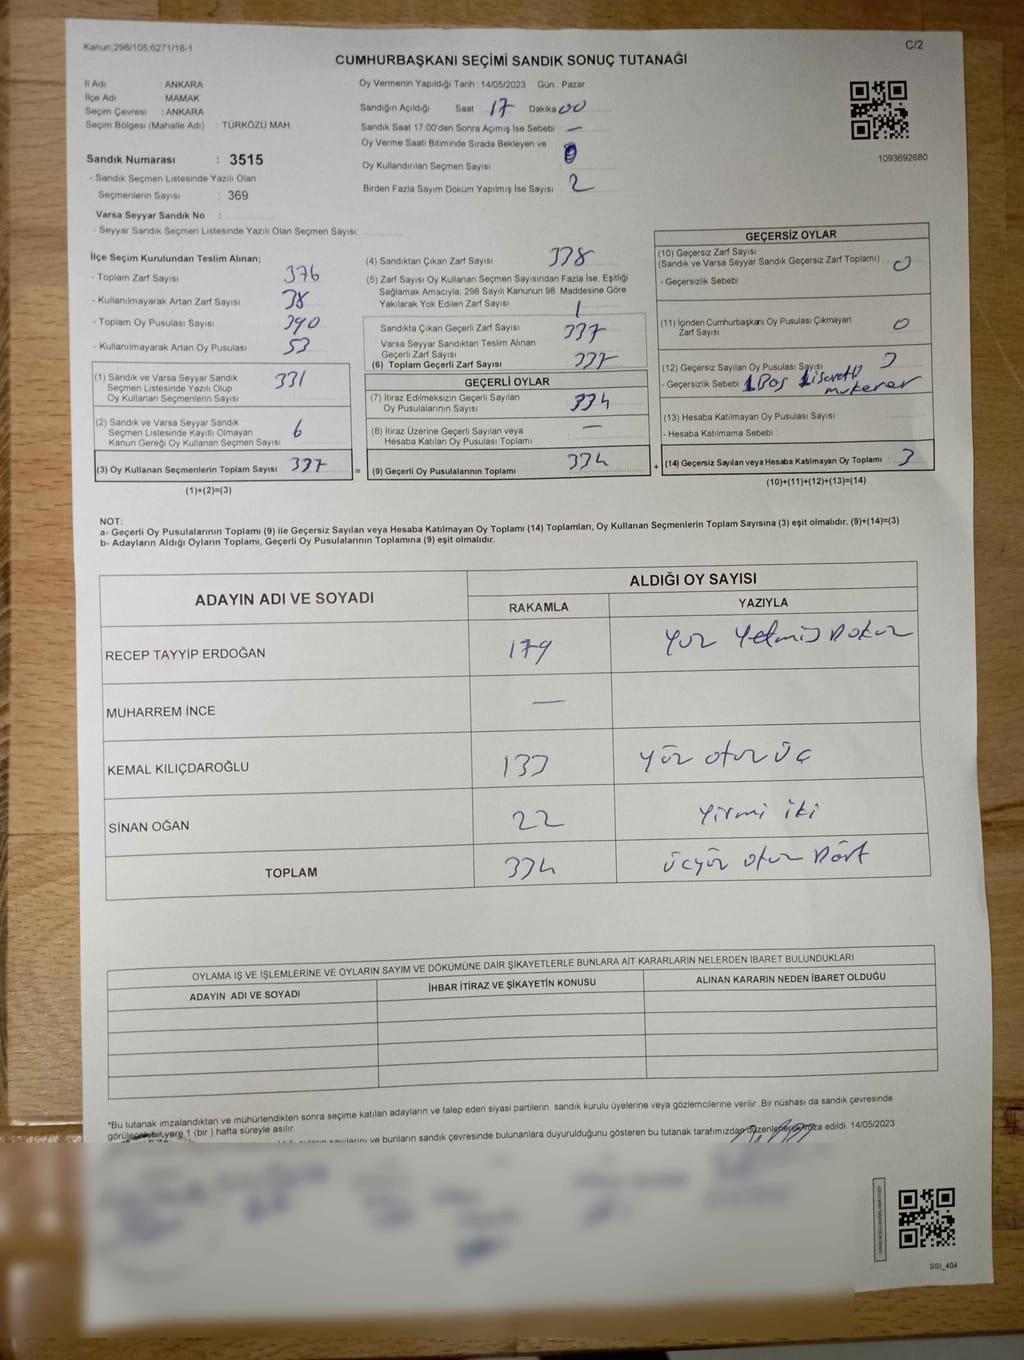 Kanun:298/105,6271/18-1
C/2
CUMHURBAŞKANI SEÇİMİ SANDIK SONUÇ TUTANAĞI
İl Adı : ANKARA
İlçe Adı : MAMAK
Seçim Çevresi : ANKARA
Seçim Bölgesi (Mahalle Adı) : TÜRKÖZÜ MAH
Sandık Numarası : 3515
- Sandık Seçmen Listesinde Yazılı Olan
Seçmenlerin Sayısı : 369
Varsa Seyyar Sandık No :
- Seyyar Sandık Seçmen Listesinde Yazılı Olan Seçmen Sayısı:
Oy Vermenin Yapıldığı Tarih : 14/05/2023 Gün : Pazar
Sandığın Açıldığı Saat : 17 Dakika 00
Sandık Saat 17:00'den Sonra Açımış İse Sebebi : —
Oy Verme Saati Bitiminde Sırada Bekleyen ve
Oy Kullandırılan Seçmen Sayısı
Birden Fazla Sayım Döküm Yapılmış İse Sayısı : 2
1093692680
İlçe Seçim Kurulundan Teslim Alınan;
- Toplam Zarf Sayısı : 376
- Kullanılmayarak Artan Zarf Sayısı : 38
- Toplam Oy Pusulası Sayısı : 390
- Kullanılmayarak Artan Oy Pusulası : 53
(1) Sandık ve Varsa Seyyar Sandık
Seçmen Listesinde Yazılı Olup
Oy Kullanan Seçmenlerin Sayısı : 331
(2) Sandık ve Varsa Seyyar Sandık
Seçmen Listesinde Kayıtlı Olmayan
Kanun Gereği Oy Kullanan Seçmen Sayısı : 6
(3) Oy Kullanan Seçmenlerin Toplam Sayısı : 337
(1)+(2)=(3)
(4) Sandıktan Çıkan Zarf Sayısı : 338
(5) Zarf Sayısı Oy Kullanan Seçmen Sayısından Fazla İse, Eşitliği
Sağlamak Amacıyla; 298 Sayılı Kanunun 98. Maddesine Göre
Yakılarak Yok Edilen Zarf Sayısı : 1
Sandıkta Çıkan Geçerli Zarf Sayısı : 337
Varsa Seyyar Sandıktan Teslim Alınan
Geçerli Zarf Sayısı
(6) Toplam Geçerli Zarf Sayısı : 337
GEÇERLİ OYLAR
(7) İtiraz Edilmeksizin Geçerli Sayılan
Oy Pusulalarının Sayısı : 334
(8) İtiraz Üzerine Geçerli Sayılan veya
Hesaba Katılan Oy Pusulası Toplamı : —
= (9) Geçerli Oy Pusulalarının Toplamı : 334 +
GEÇERSİZ OYLAR
(10) Geçersiz Zarf Sayısı
(Sandık ve Varsa Seyyar Sandık Geçersiz Zarf Toplamı) : 0
- Geçersizlik Sebebi :
(11) İçinden Cumhurbaşkanı Oy Pusulası Çıkmayan
Zarf Sayısı : 0
(12) Geçersiz Sayılan Oy Pusulası Sayısı : 3
- Geçersizlik Sebebi : 1 Boş 1 işaretli
mükerrer
(13) Hesaba Katılmayan Oy Pusulası Sayısı :
- Hesaba Katılmama Sebebi :
(14) Geçersiz Sayılan veya Hesaba Katılmayan Oy Toplamı : 3
(10)+(11)+(12)+(13)=(14)
NOT:
a- Geçerli Oy Pusulalarının Toplamı (9) ile Geçersiz Sayılan veya Hesaba Katılmayan Oy Toplamı (14) Toplamları, Oy Kullanan Seçmenlerin Toplam Sayısına (3) eşit olmalıdır. (9)+(14)=(3)
b- Adayların Aldığı Oyların Toplamı, Geçerli Oy Pusulalarının Toplamına (9) eşit olmalıdır.
ADAYIN ADI VE SOYADI
ALDIĞI OY SAYISI
RAKAMLA YAZIYLA
RECEP TAYYİP ERDOĞAN 179 Yüz Yetmiş Dokuz
MUHARREM İNCE —
KEMAL KILIÇDAROĞLU 133 Yüz otuz üç
SİNAN OĞAN 22 Yirmi iki
TOPLAM 334 üçyüz otuz Dört
OYLAMA İŞ VE İŞLEMLERİNE VE OYLARIN SAYIM VE DÖKÜMÜNE DAİR ŞİKAYETLERLE BUNLARA AİT KARARLARIN NELERDEN İBARET BULUNDUKLARI
ADAYIN ADI VE SOYADI İHBAR İTİRAZ VE ŞİKAYETİN KONUSU ALINAN KARARIN NEDEN İBARET OLDUĞU
*Bu tutanak imzalandıktan ve mühürlendikten sonra seçime katılan adayların ve talep eden siyasi partilerin sandık kurulu üyelerine veya gözlemcilerine verilir. Bir nüshası da sandık çevresinde
görülecek bir yere 1 (bir ) hafta süreyle asılır.
sayılarını ve bunların sandık çevresinde bulunanlara duyurulduğunu gösteren bu tutanak tarafımızdan düzenlenerek imza edildi. 14/05/2023
SSI_404